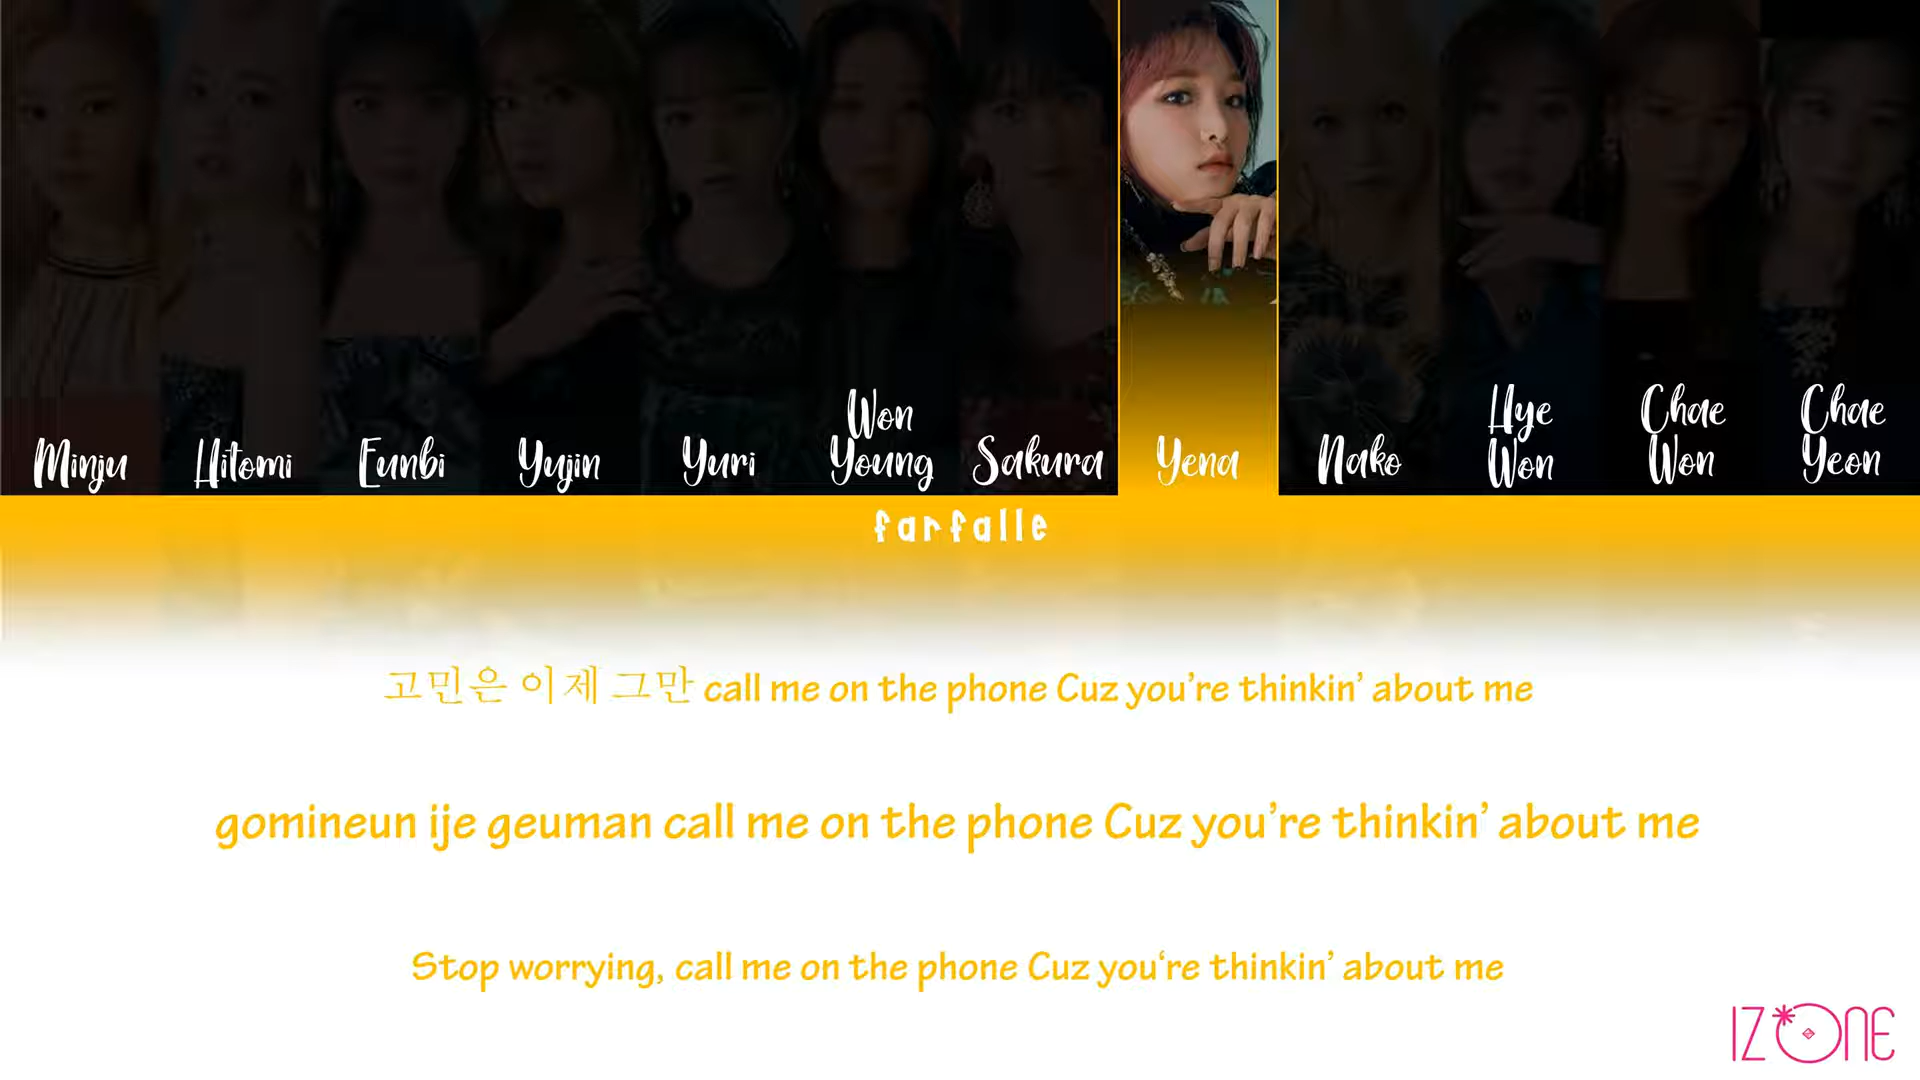 Minju
Hitomi
Eunbi
Yujin
Yuri
Won
Young
Sakura
Yena
Nako
Hye
Won
Chae
Won
Chae
Yeon
farfalle
고민은 이제 그만 call me on the phone Cuz you’re thinkin’ about me
gomineun ije geuman call me on the phone Cuz you’re thinkin’ about me
Stop worrying, call me on the phone Cuz you‘re thinkin’ about me
IZ*ONE